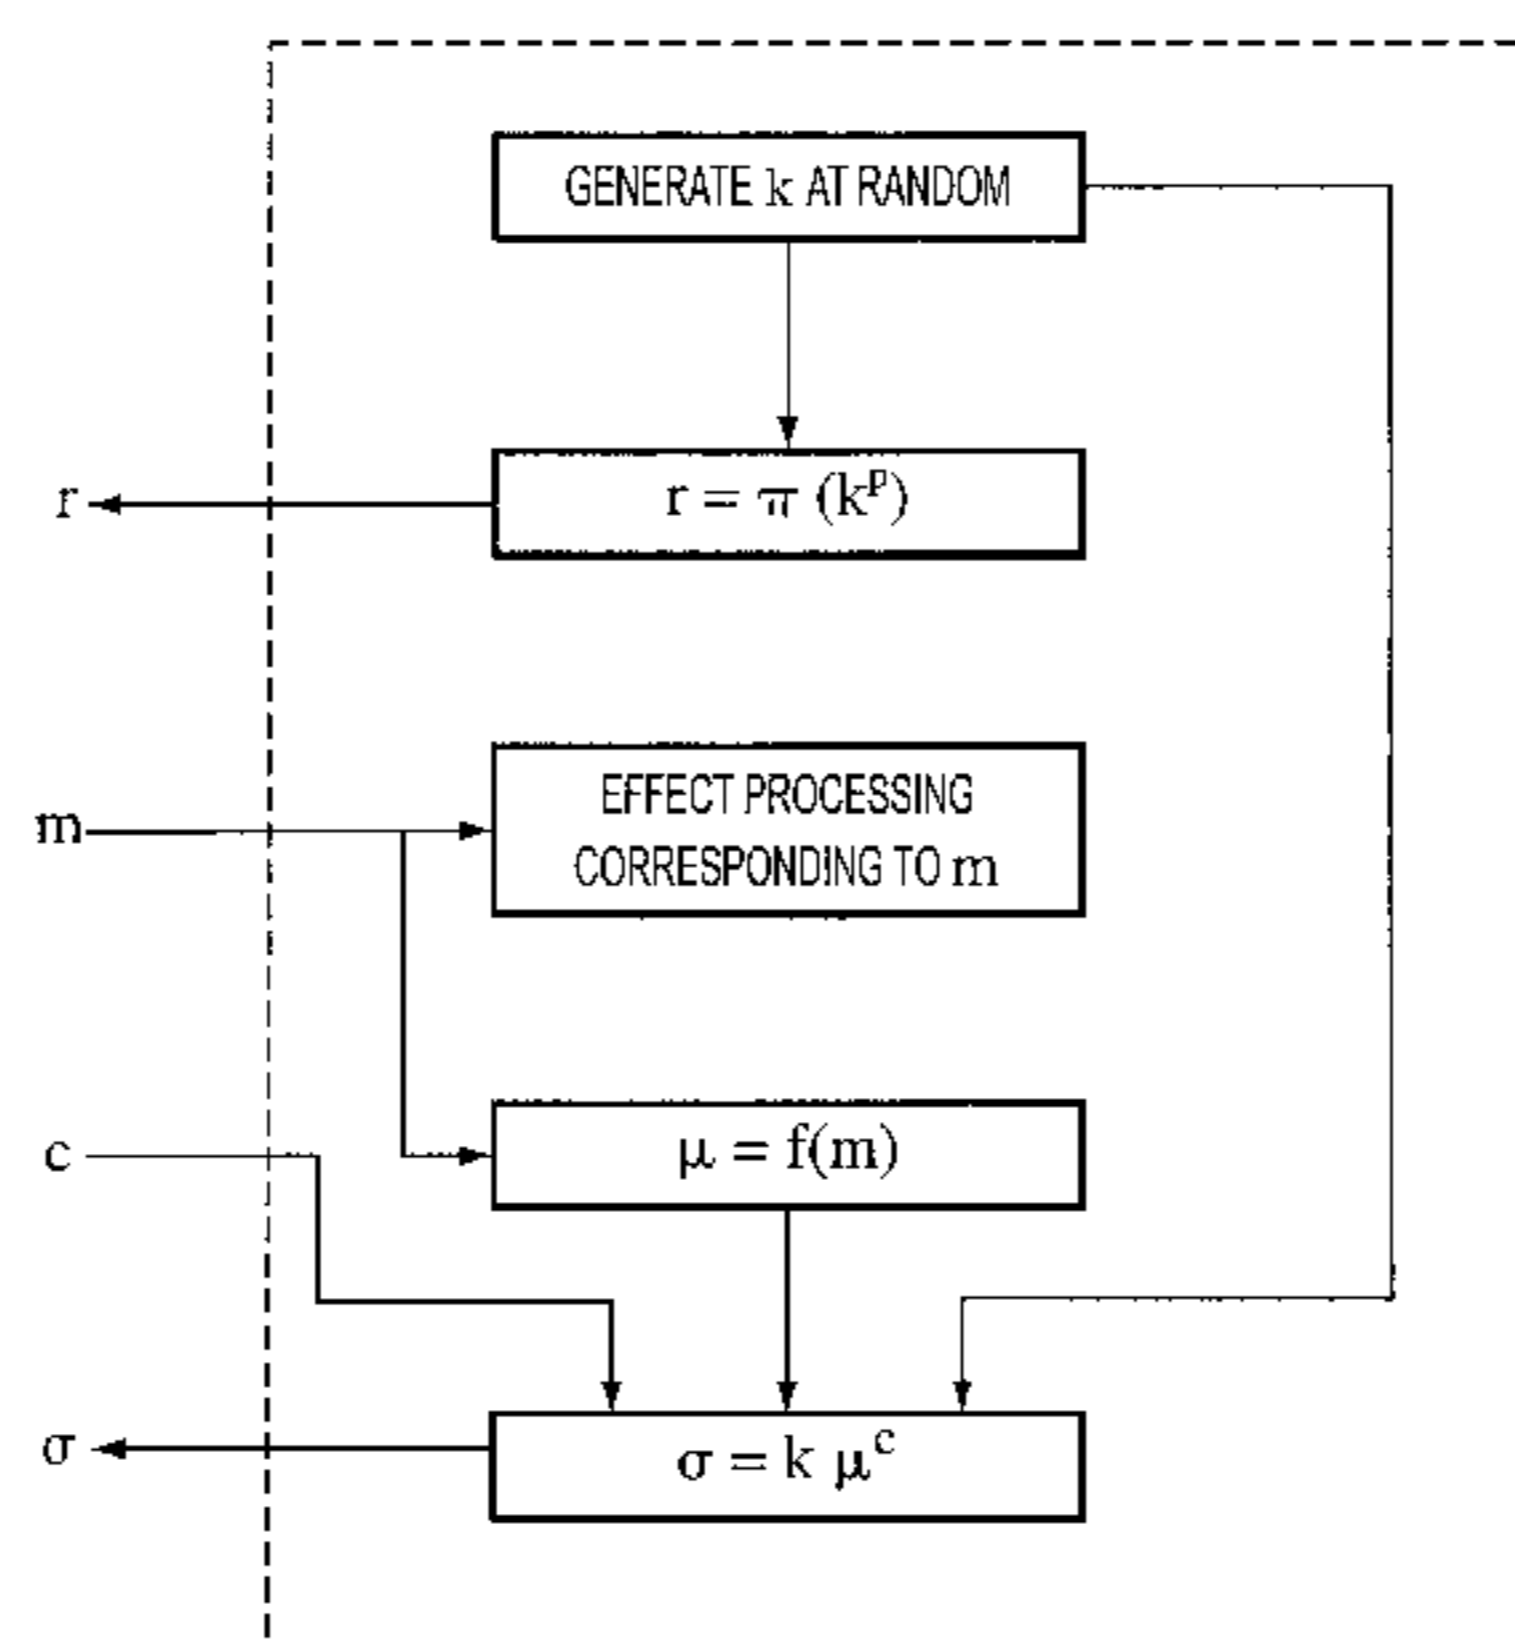 GENERATE k AT RANDOM
r
r = π (k^p)
m
EFFECT PROCESSING
CORRESPONDING TO m
c
μ = f(m)
σ
σ = k μ^c